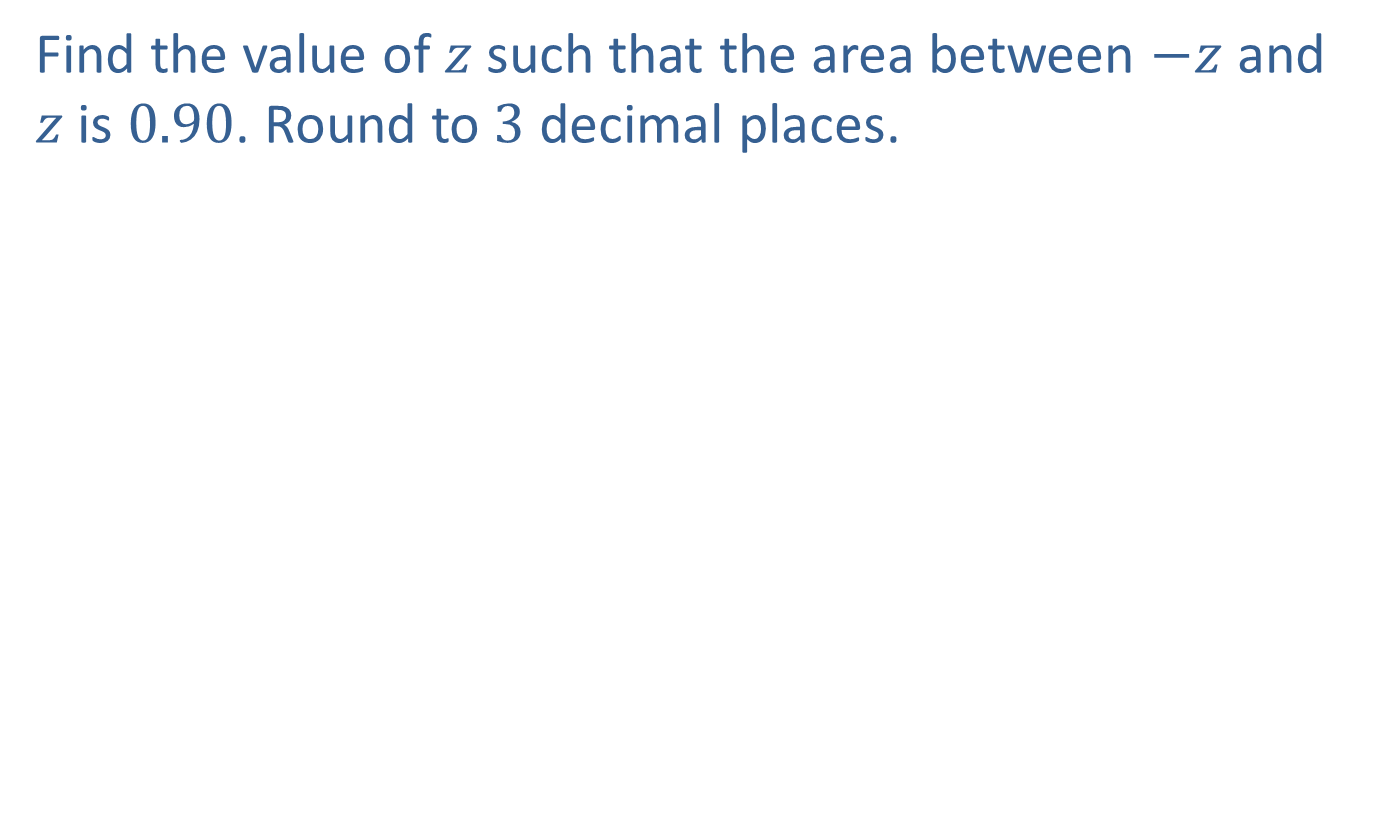 Find the value of z such that the area between −z and
z is 0.90. Round to 3 decimal places.